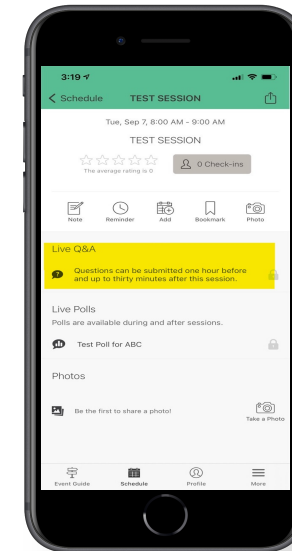 3:19
Schedule TEST SESSION
Tue, Sep 7, 8:00 AM - 9:00 AM
TEST SESSION
The average rating is 0
0 Check-ins
Note Reminder Add Bookmark Photo
Live Q&A
Questions can be submitted one hour before
and up to thirty minutes after this session.
Live Polls
Polls are available during and after sessions.
Test Poll for ABC
Photos
Be the first to share a photo!
Take a Photo
Event Guide Schedule Profile More